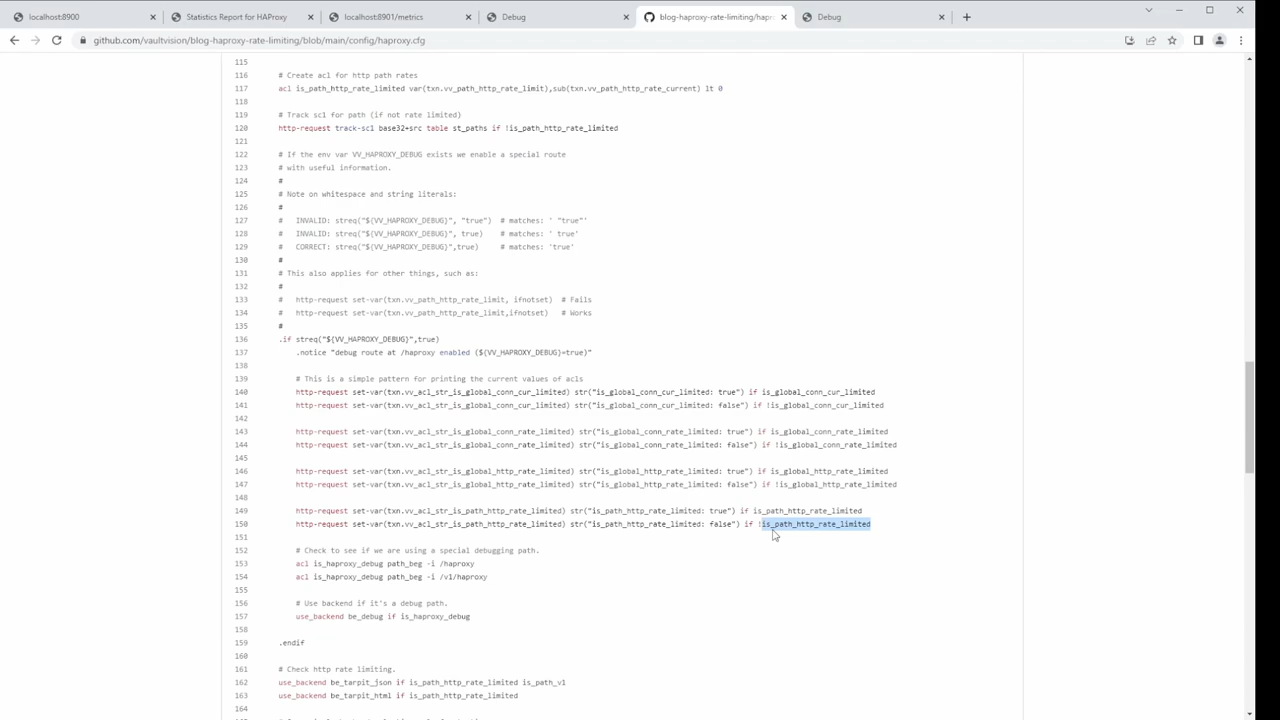 localhost:8900
Statistics Report for HAProxy
localhost:8901/metrics
Debug
blog-haproxy-rate-limiting/hapr
Debug
github.com/vaultvision/blog-haproxy-rate-limiting/blob/main/config/haproxy.cfg
115
116 # Create acl for http path rates
117 acl is_path_http_rate_limited var(txn.vv_path_http_rate_limit),sub(txn.vv_path_http_rate_current) lt 0
118
119 # Track sc1 for path (if not rate limited)
120 http-request track-sc1 base32+src table st_paths if !is_path_http_rate_limited
121
122 # If the env var VV_HAPROXY_DEBUG exists we enable a special route
123 # with useful information.
124 #
125 # Note on whitespace and string literals:
126 #
127 #   INVALID: streq("${VV_HAPROXY_DEBUG}", "true")  # matches: ' "true"'
128 #   INVALID: streq("${VV_HAPROXY_DEBUG}", true)    # matches: ' true'
129 #   CORRECT: streq("${VV_HAPROXY_DEBUG}",true)     # matches: 'true'
130 #
131 # This also applies for other things, such as:
132 #
133 #   http-request set-var(txn.vv_path_http_rate_limit, ifnotset)  # Fails
134 #   http-request set-var(txn.vv_path_http_rate_limit,ifnotset)   # Works
135 #
136 .if streq("${VV_HAPROXY_DEBUG}",true)
137 .notice "debug route at /haproxy enabled (${VV_HAPROXY_DEBUG}=true)"
138
139 # This is a simple pattern for printing the current values of acls
140 http-request set-var(txn.vv_acl_str_is_global_conn_cur_limited) str("is_global_conn_cur_limited: true") if is_global_conn_cur_limited
141 http-request set-var(txn.vv_acl_str_is_global_conn_cur_limited) str("is_global_conn_cur_limited: false") if !is_global_conn_cur_limited
142
143 http-request set-var(txn.vv_acl_str_is_global_conn_rate_limited) str("is_global_conn_rate_limited: true") if is_global_conn_rate_limited
144 http-request set-var(txn.vv_acl_str_is_global_conn_rate_limited) str("is_global_conn_rate_limited: false") if !is_global_conn_rate_limited
145
146 http-request set-var(txn.vv_acl_str_is_global_http_rate_limited) str("is_global_http_rate_limited: true") if is_global_http_rate_limited
147 http-request set-var(txn.vv_acl_str_is_global_http_rate_limited) str("is_global_http_rate_limited: false") if !is_global_http_rate_limited
148
149 http-request set-var(txn.vv_acl_str_is_path_http_rate_limited) str("is_path_http_rate_limited: true") if is_path_http_rate_limited
150 http-request set-var(txn.vv_acl_str_is_path_http_rate_limited) str("is_path_http_rate_limited: false") if !is_path_http_rate_limited
151
152 # Check to see if we are using a special debugging path.
153 acl is_haproxy_debug path_beg -i /haproxy
154 acl is_haproxy_debug path_beg -i /v1/haproxy
155
156 # Use backend if it's a debug path.
157 use_backend be_debug if is_haproxy_debug
158
159 .endif
160
161 # Check http rate limiting.
162 use_backend be_tarpit_json if is_path_http_rate_limited is_path_v1
163 use_backend be_tarpit_html if is_path_http_rate_limited
164